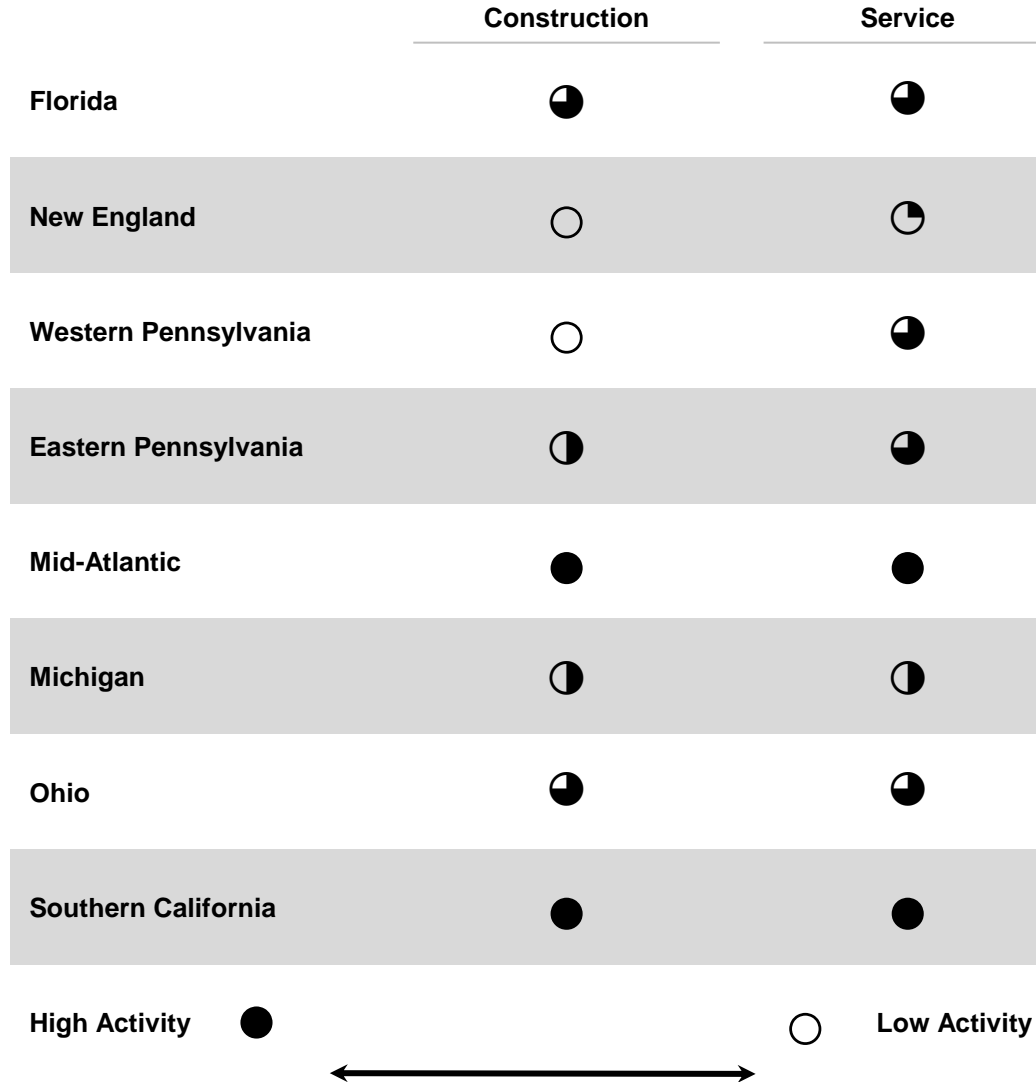 Construction Service
Florida
New England
Western Pennsylvania
Eastern Pennsylvania
Mid-Atlantic
Michigan
Ohio
Southern California
High Activity Low Activity